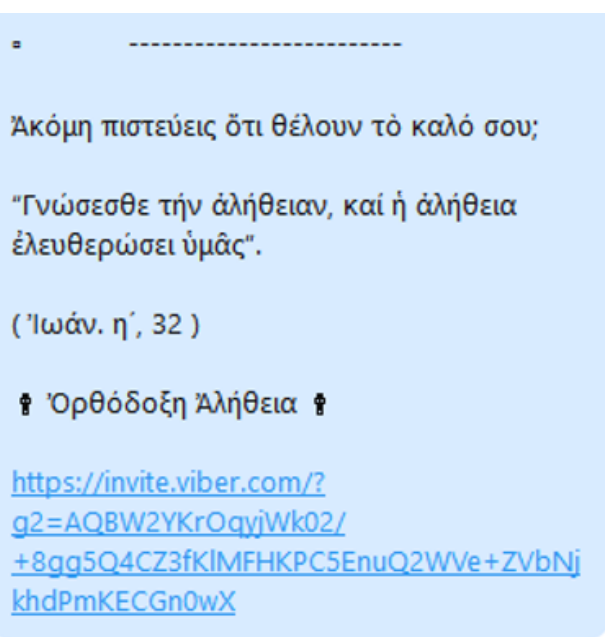 -------------------------
Ἀκόμη πιστεύεις ὅτι θέλουν τὸ καλό σου;
“Γνώσεσθε τήν ἀλήθειαν, καί ἡ ἀλήθεια
ἐλευθερώσει ὑμᾶς”.
( Ἰωάν. η΄, 32 )
Ὀρθόδοξη Ἀλήθεια
https://invite.viber.com/?
g2=AQBW2YKrOqyjWk02/
+8gg5Q4CZ3fKlMFHKPC5EnuQ2WVe+ZVbNj
khdPmKECGn0wX